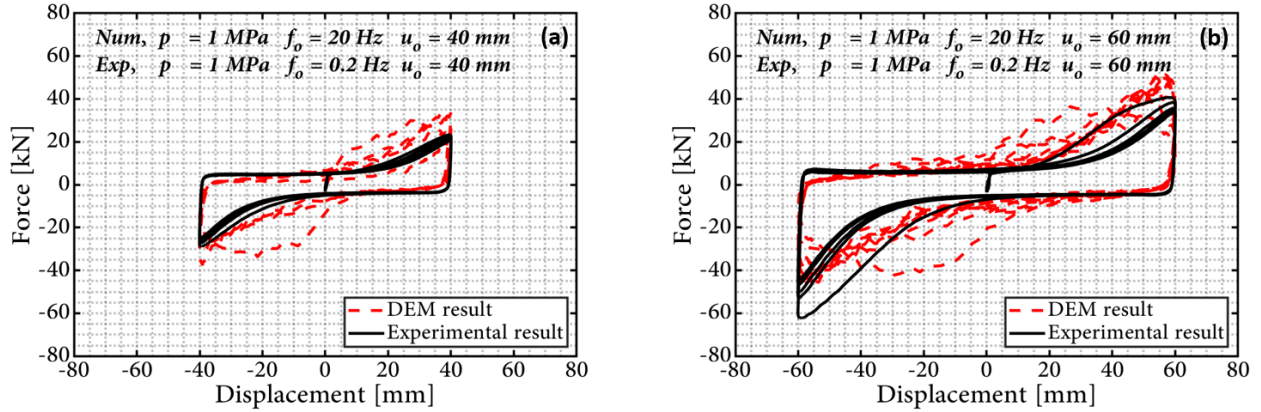 Num, p = 1 MPa f_o = 20 Hz u_o = 40 mm (a)
Exp, p = 1 MPa f_o = 0.2 Hz u_o = 40 mm
80
60
40
20
0
-20
-40
-60
-80
Force [kN]
DEM result
Experimental result
-80 -60 -40 -20 0 20 40 60 80
Displacement [mm]
Num, p = 1 MPa f_o = 20 Hz u_o = 60 mm (b)
Exp, p = 1 MPa f_o = 0.2 Hz u_o = 60 mm
80
60
40
20
0
-20
-40
-60
-80
Force [kN]
DEM result
Experimental result
-80 -60 -40 -20 0 20 40 60 80
Displacement [mm]